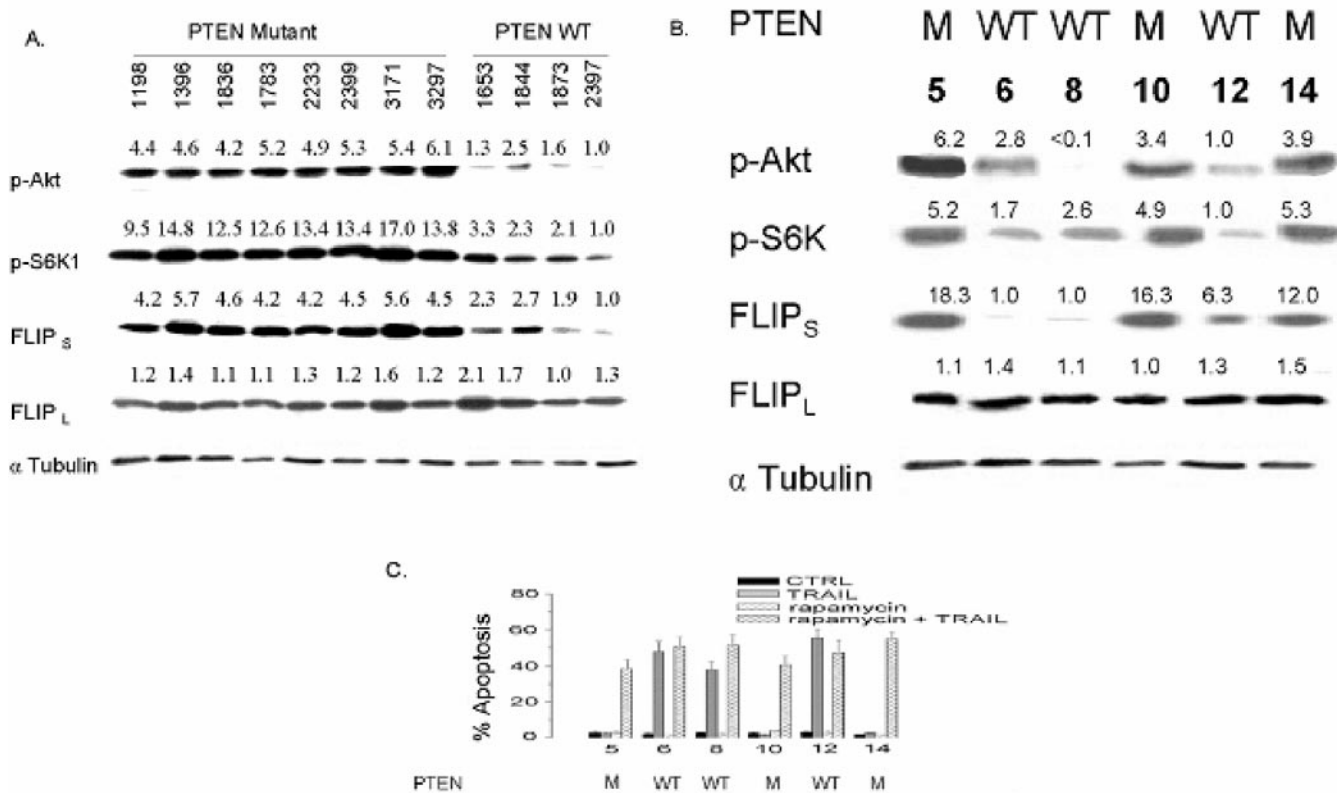 A.
PTEN Mutant PTEN WT
1198 1396 1836 1783 2233 2399 3171 3297 1653 1844 1873 2397
4.4 4.6 4.2 5.2 4.9 5.3 5.4 6.1 1.3 2.5 1.6 1.0
p-Akt
9.5 14.8 12.5 12.6 13.4 13.4 17.0 13.8 3.3 2.3 2.1 1.0
p-S6K1
4.2 5.7 4.6 4.2 4.2 4.5 5.6 4.5 2.3 2.7 1.9 1.0
FLIP S
1.2 1.4 1.1 1.1 1.3 1.2 1.6 1.2 2.1 1.7 1.0 1.3
FLIP L
α Tubulin
B.
PTEN M WT WT M WT M
5 6 8 10 12 14
6.2 2.8 <0.1 3.4 1.0 3.9
p-Akt
5.2 1.7 2.6 4.9 1.0 5.3
p-S6K
18.3 1.0 1.0 16.3 6.3 12.0
FLIPS
1.1 1.4 1.1 1.0 1.3 1.5
FLIPL
α Tubulin
C.
CTRL
TRAIL
rapamycin
rapamycin + TRAIL
% Apoptosis
80
60
40
20
0
5 6 8 10 12 14
PTEN M WT WT M WT M